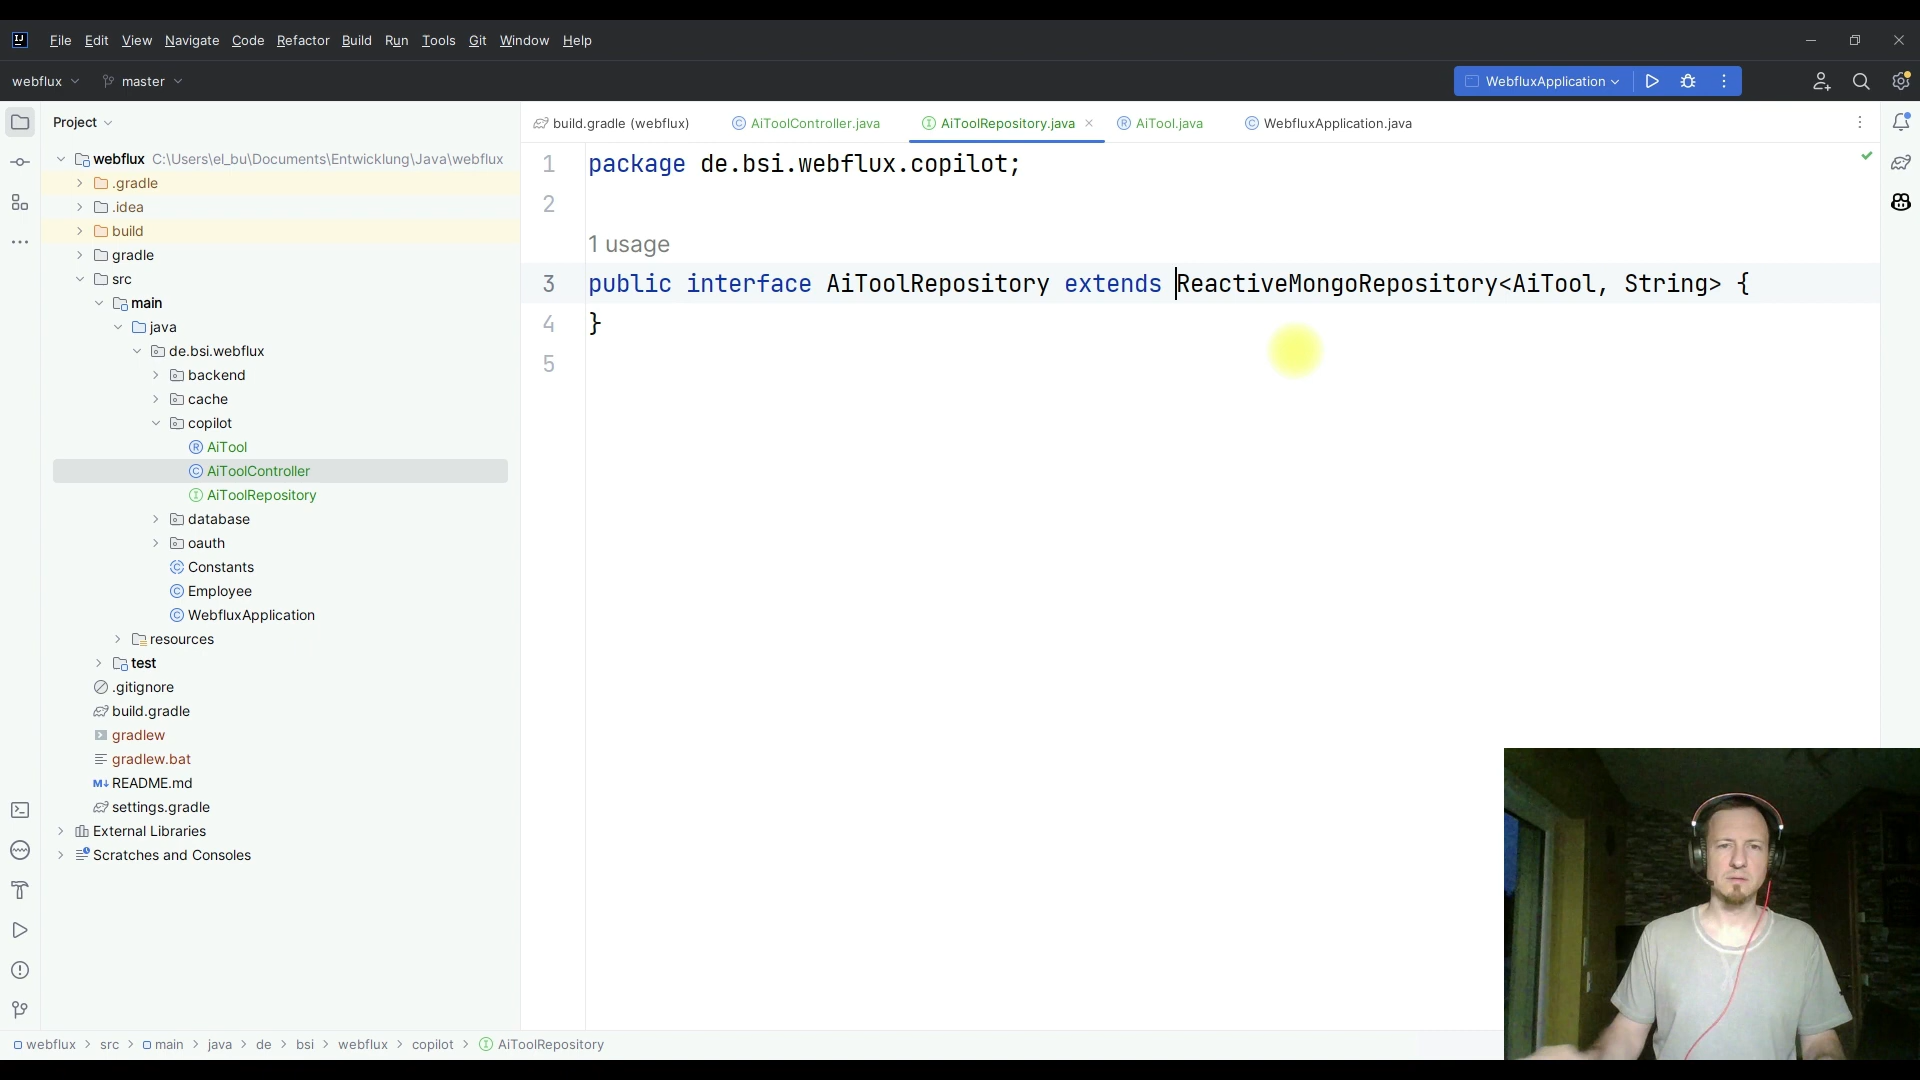 File Edit View Navigate Code Refactor Build Run Tools Git Window Help
webflux master WebfluxApplication
Project
build.gradle (webflux) AiToolController.java AiToolRepository.java AiTool.java WebfluxApplication.java
webflux C:\Users\el_bu\Documents\Entwicklung\Java\webflux
.gradle
.idea
build
gradle
src
main
java
de.bsi.webflux
backend
cache
copilot
AiTool
AiToolController
AiToolRepository
database
oauth
Constants
Employee
WebfluxApplication
resources
test
.gitignore
build.gradle
gradlew
gradlew.bat
README.md
settings.gradle
External Libraries
Scratches and Consoles
1 package de.bsi.webflux.copilot;
2
1 usage
3 public interface AiToolRepository extends ReactiveMongoRepository<AiTool, String> {
4 }
5
webflux > src > main > java > de > bsi > webflux > copilot > AiToolRepository